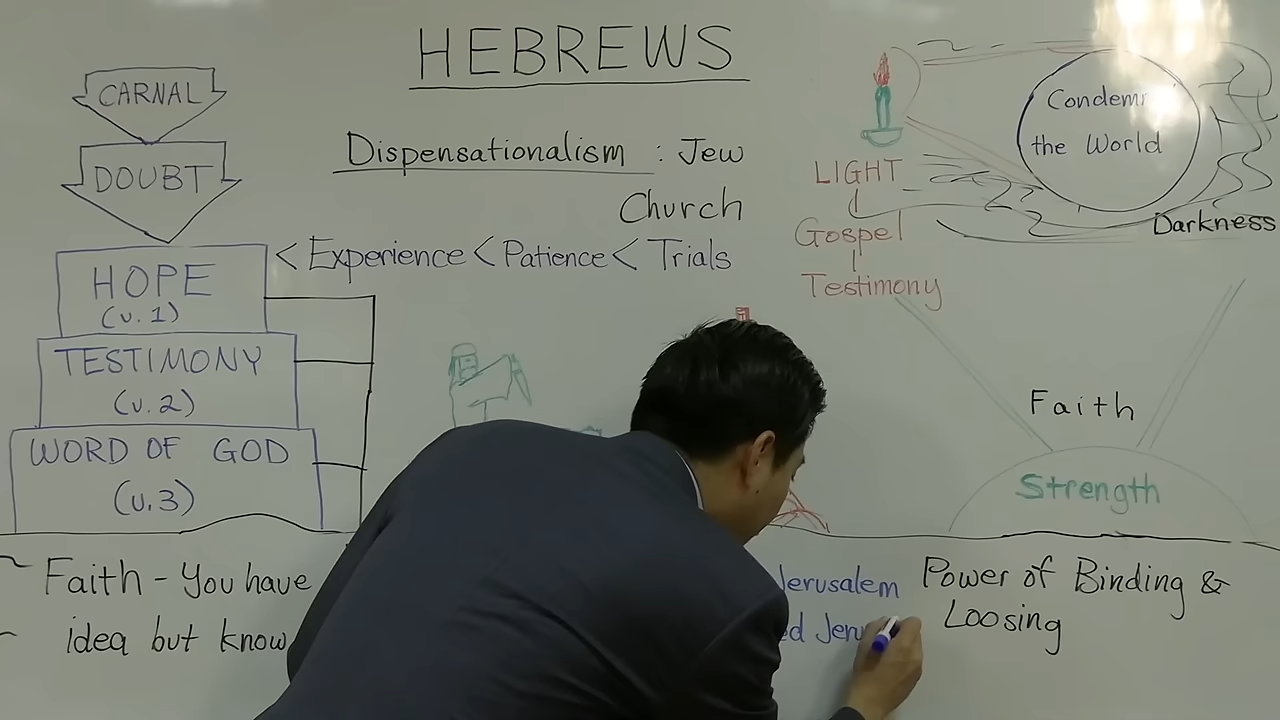 HEBREWS
CARNAL
DOUBT
Dispensationalism : Jew
Church
HOPE
(v.1)
< Experience < Patience < Trials
TESTIMONY
(v.2)
WORD OF GOD
(v.3)
LIGHT
Gospel
Testimony
Condemn
the World
Darkness
Faith
Strength
Faith - You have
idea but know
Jerusalem
Power of Binding &
Loosing